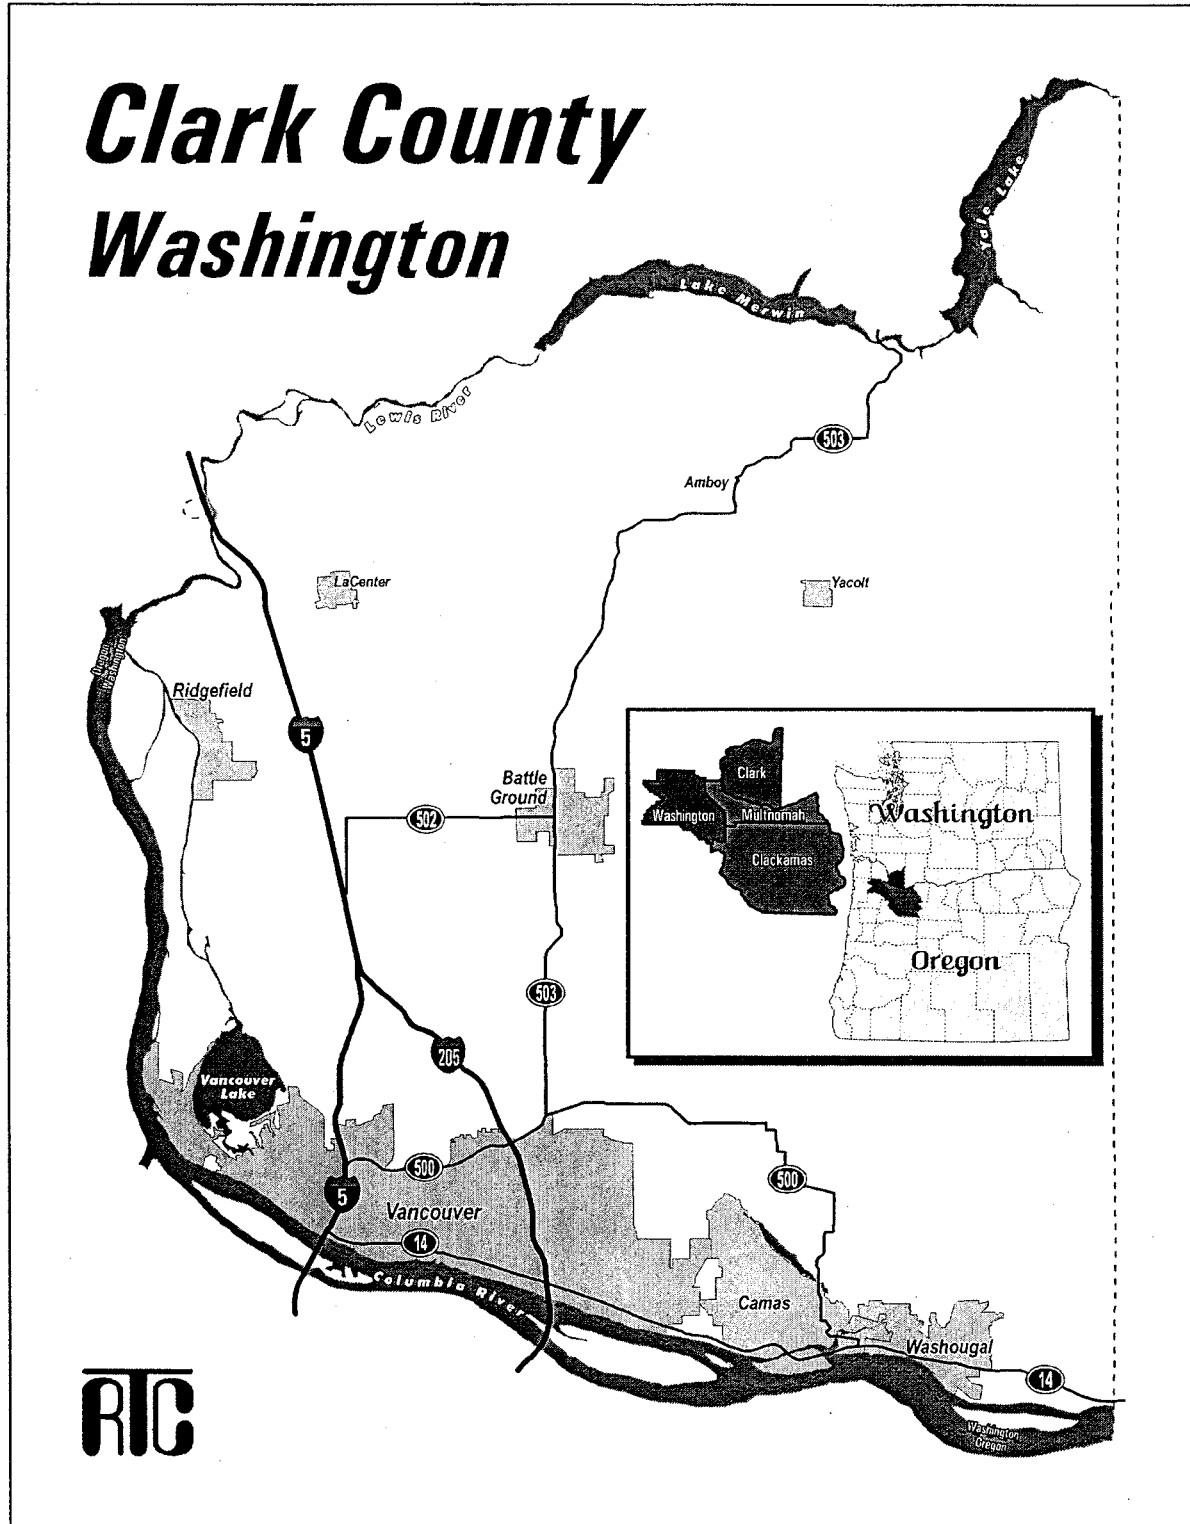 Clark County
Washington
Yale Lake
Lake Merwin
Lewis River
503
Amboy
LaCenter
Yacolt
Oregon
Washington
Ridgefield
5
Battle
Ground
502
Clark
Washington
Multnomah
Clackamas
Washington
Oregon
503
205
Vancouver
Lake
500
500
5
Vancouver
14
Columbia River
Camas
Washougal
14
Washington
Oregon
RTC